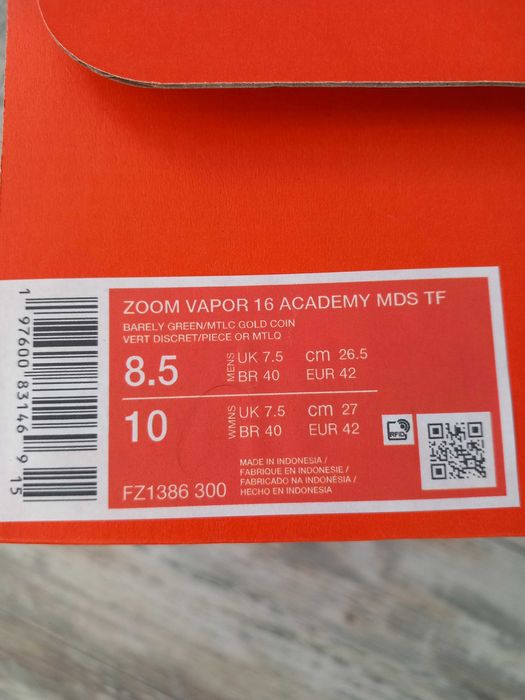 ZOOM VAPOR 16 ACADEMY MDS TF
BARELY GREEN/MTLC GOLD COIN
VERT DISCRET/PIECE OR MTLQ
8.5 MENS UK 7.5 cm 26.5
BR 40 EUR 42
10 W/MNS UK 7.5 cm 27
BR 40 EUR 42
RFID
MADE IN INDONESIA /
FABRIQUE EN INDONESIE /
FABRICADO NA INDONÉSIA /
HECHO EN INDONESIA
FZ1386 300
1 97600 83146 9 15